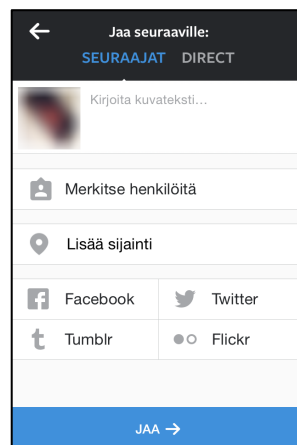 Jaa seuraaville:
SEURAAJAT DIRECT
Kirjoita kuvateksti...
Merkitse henkilöitä
Lisää sijainti
Facebook Twitter
Tumblr Flickr
JAA →